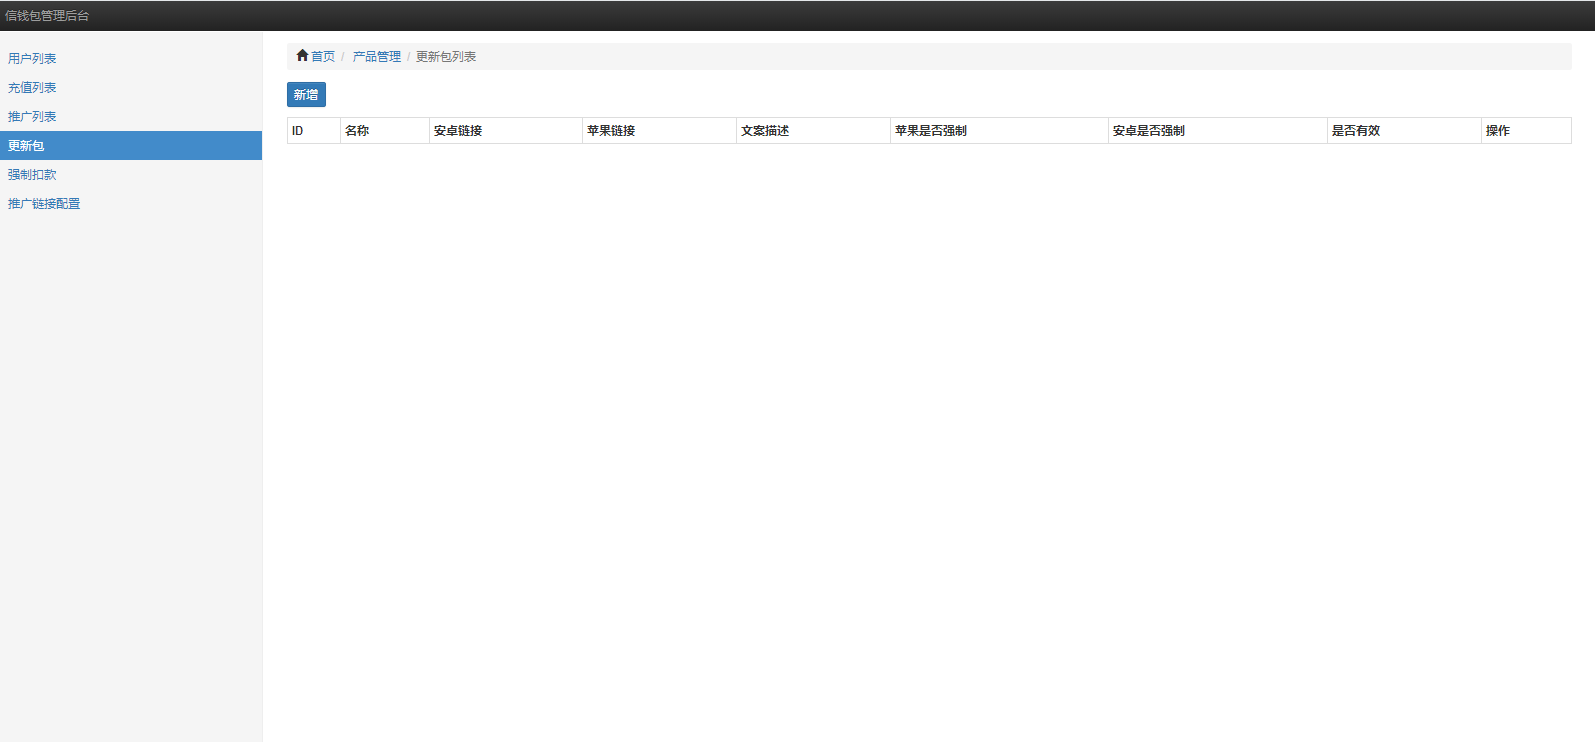 信钱包管理后台
用户列表
充值列表
推广列表
更新包
强制扣款
推广链接配置
首页 / 产品管理 / 更新包列表
新增
ID 名称 安卓链接 苹果链接 文案描述 苹果是否强制 安卓是否强制 是否有效 操作